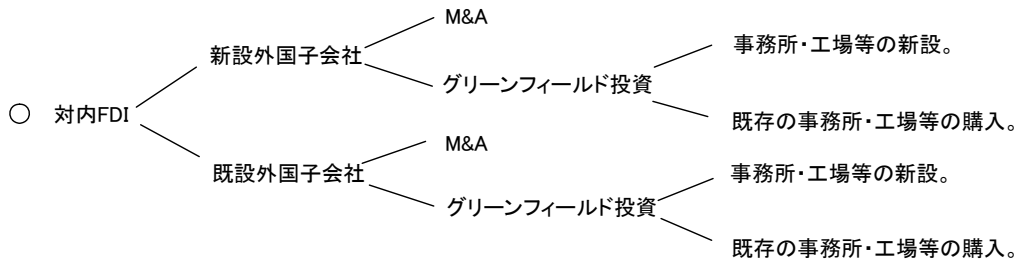 M&A
新設外国子会社
事務所・工場等の新設。
グリーンフィールド投資
○ 対内FDI
既存の事務所・工場等の購入。
M&A
既設外国子会社
事務所・工場等の新設。
グリーンフィールド投資
既存の事務所・工場等の購入。